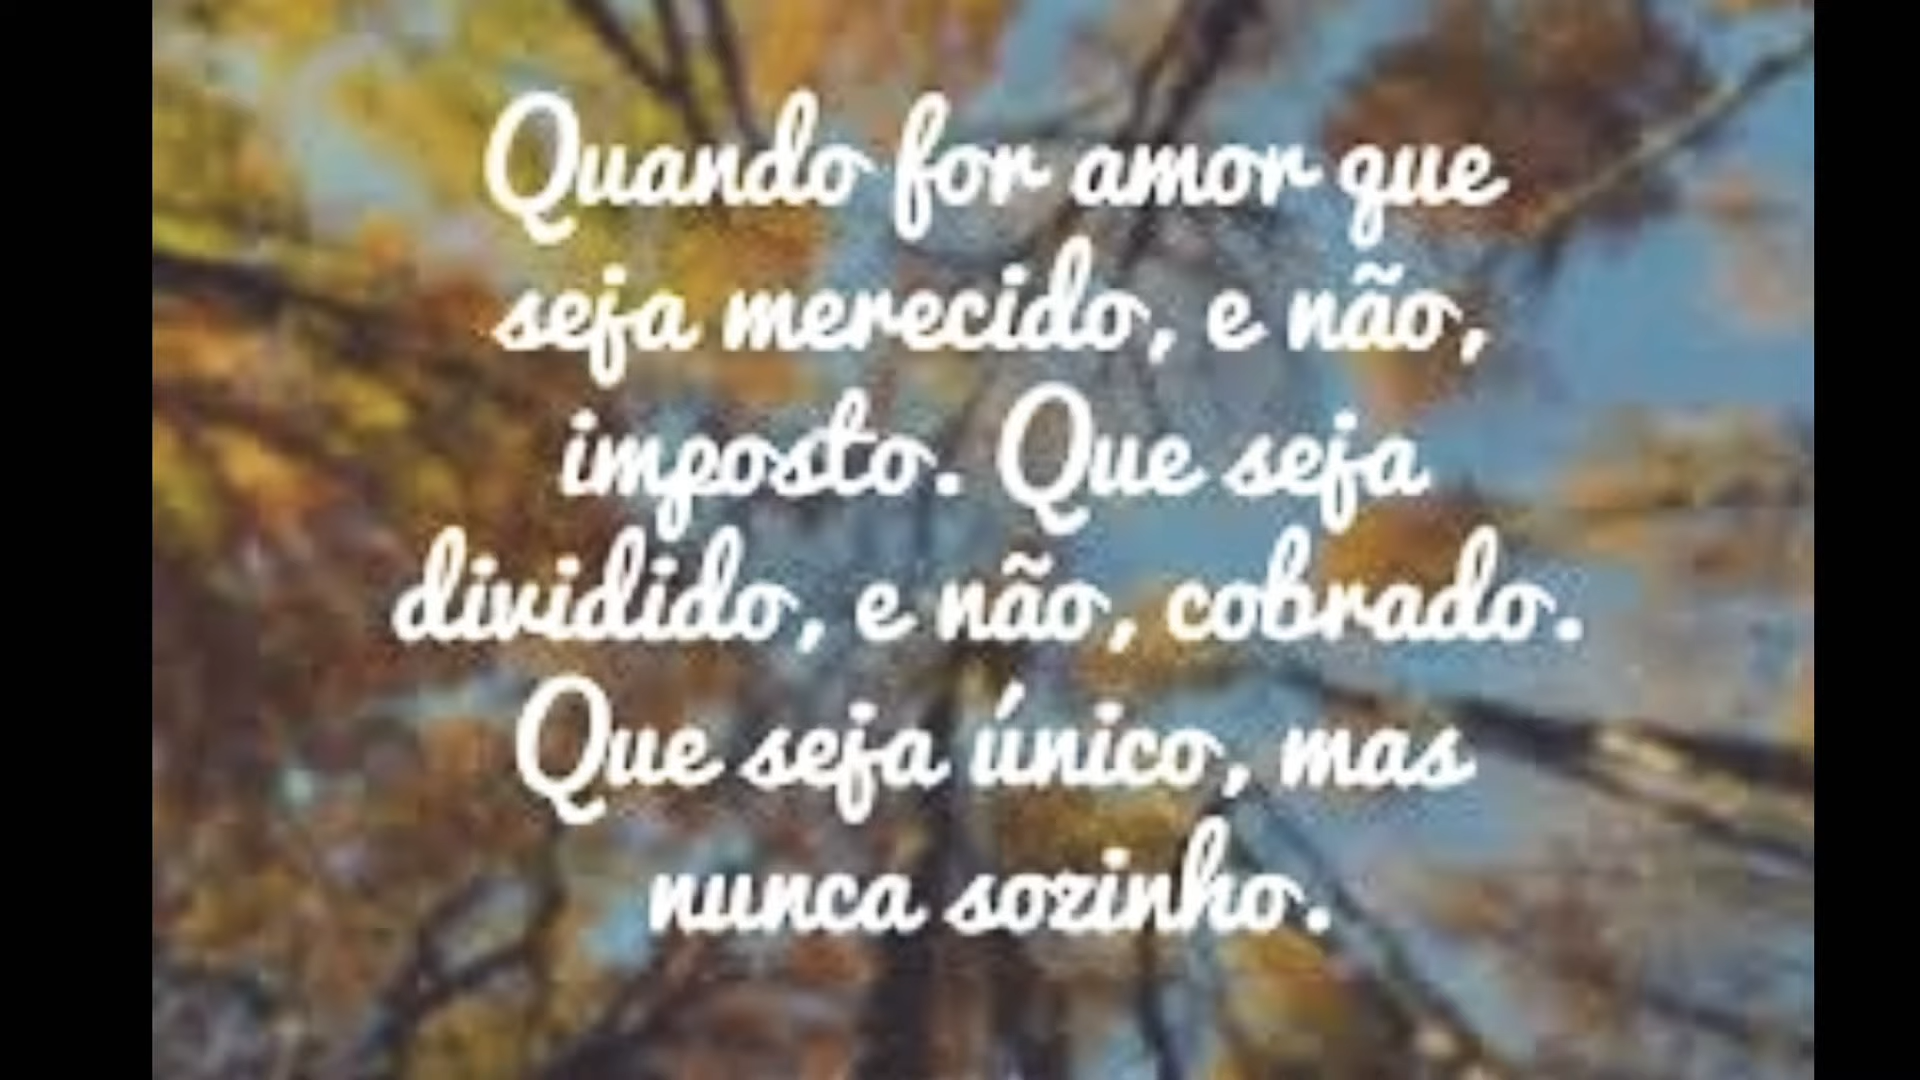 Quando for amor que
seja merecido, e não,
imposto. Que seja
dividido, e não, cobrado.
Que seja único, mas
nunca sozinho.